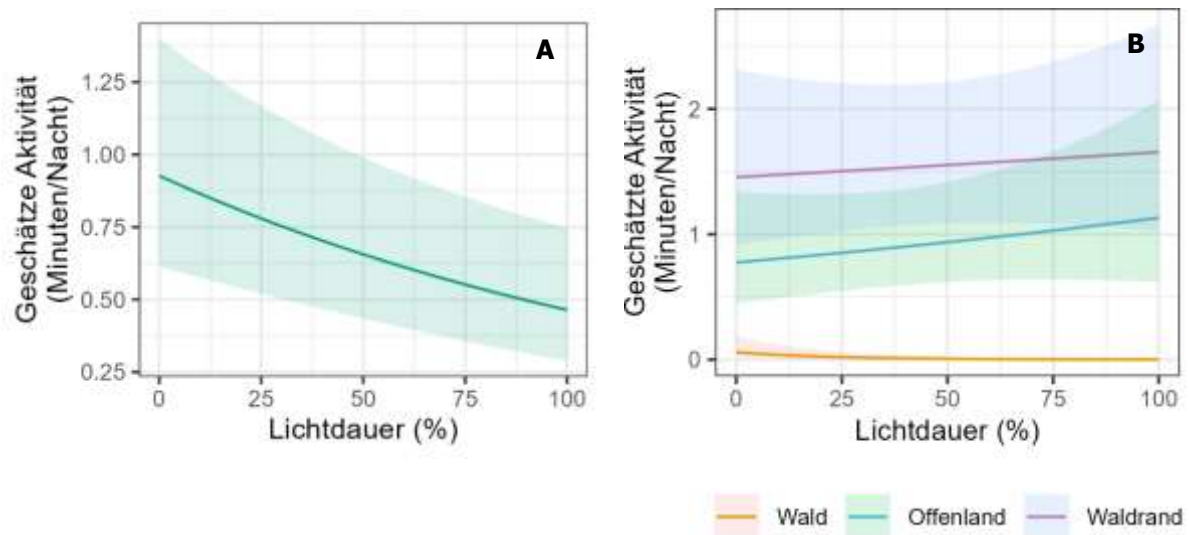 A
Geschätze Aktivität
(Minuten/Nacht)
1.25
1.00
0.75
0.50
0.25
0
25
50
75
100
Lichtdauer (%)
B
Geschätzte Aktivität
(Minuten/Nacht)
2
1
0
0
25
50
75
100
Lichtdauer (%)
Wald Offenland Waldrand